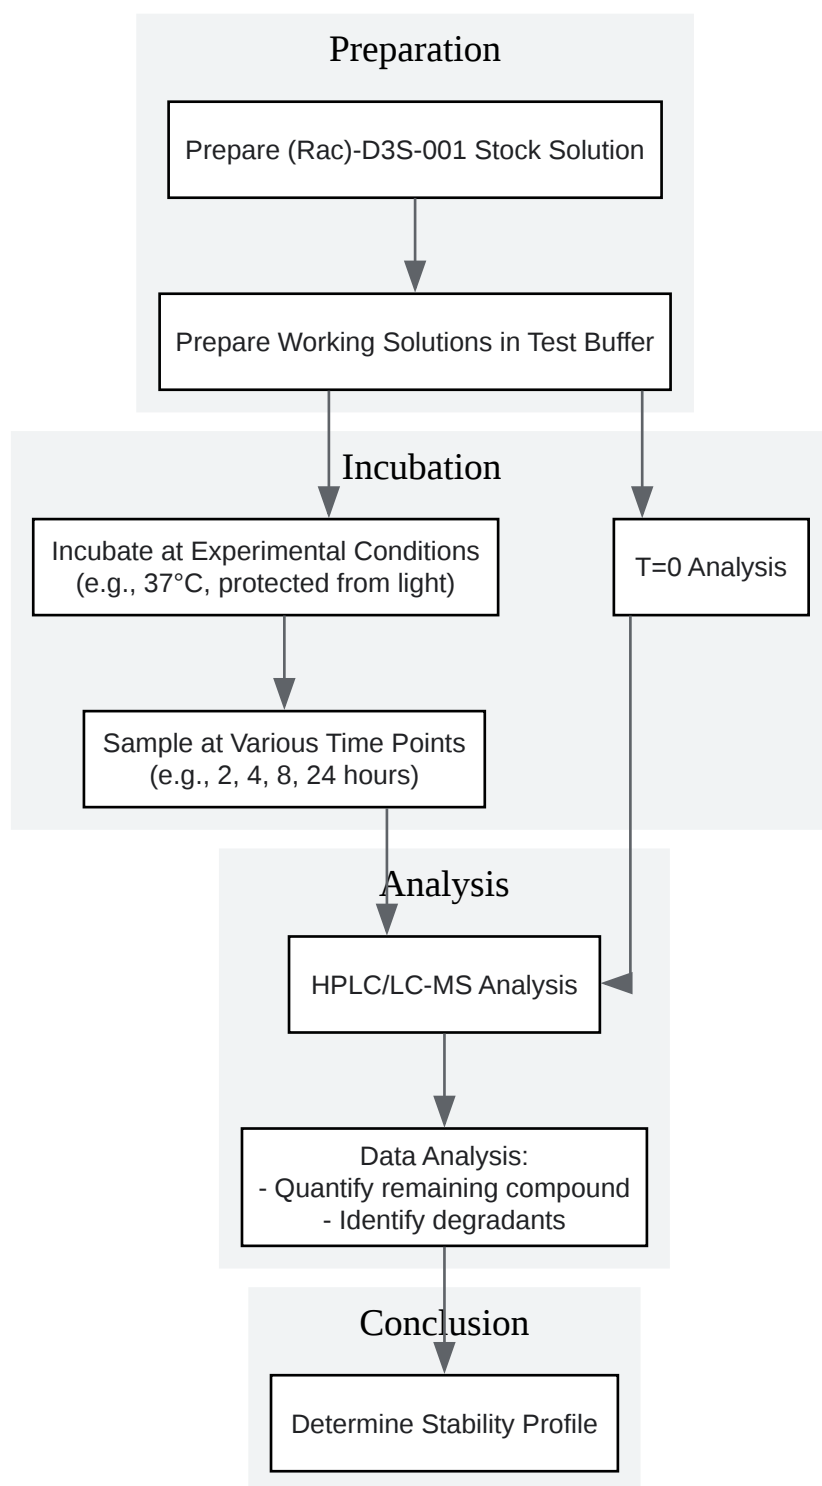 Preparation
Prepare (Rac)-D3S-001 Stock Solution
Prepare Working Solutions in Test Buffer
Incubation
Incubate at Experimental Conditions
(e.g., 37°C, protected from light)
T=0 Analysis
Sample at Various Time Points
(e.g., 2, 4, 8, 24 hours)
Analysis
HPLC/LC-MS Analysis
Data Analysis:
- Quantify remaining compound
- Identify degradants
Conclusion
Determine Stability Profile